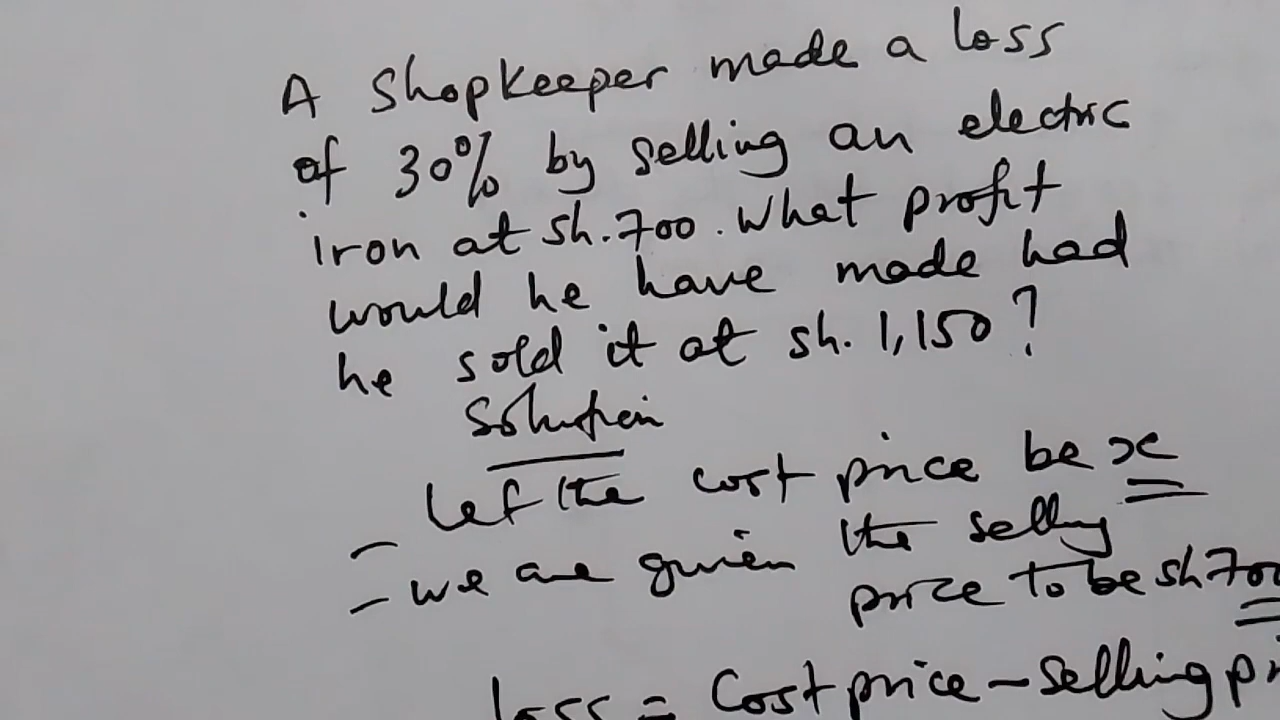 A shopkeeper made a loss
of 30% by selling an electric
iron at sh.700. What profit
would he have made had
he sold it at sh. 1,150?
Solution
- Let the cost price be x
- we are given the selling
price to be sh 700
loss = Cost price - selling pri